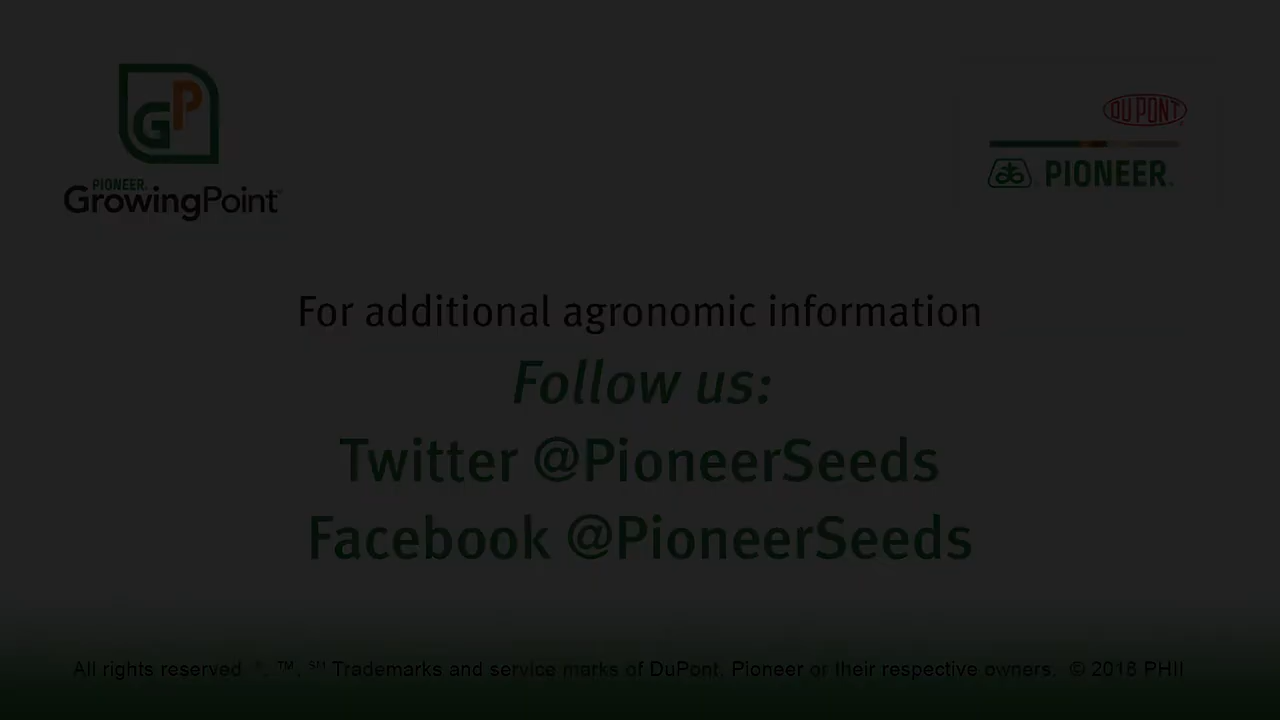 GP
PIONEER®
GrowingPoint®
DUPONT®
PIONEER®
For additional agronomic information
Follow us:
Twitter @PioneerSeeds
Facebook @PioneerSeeds
All rights reserved ®, ™, ℠ Trademarks and service marks of DuPont, Pioneer or their respective owners. © 2018 PHII